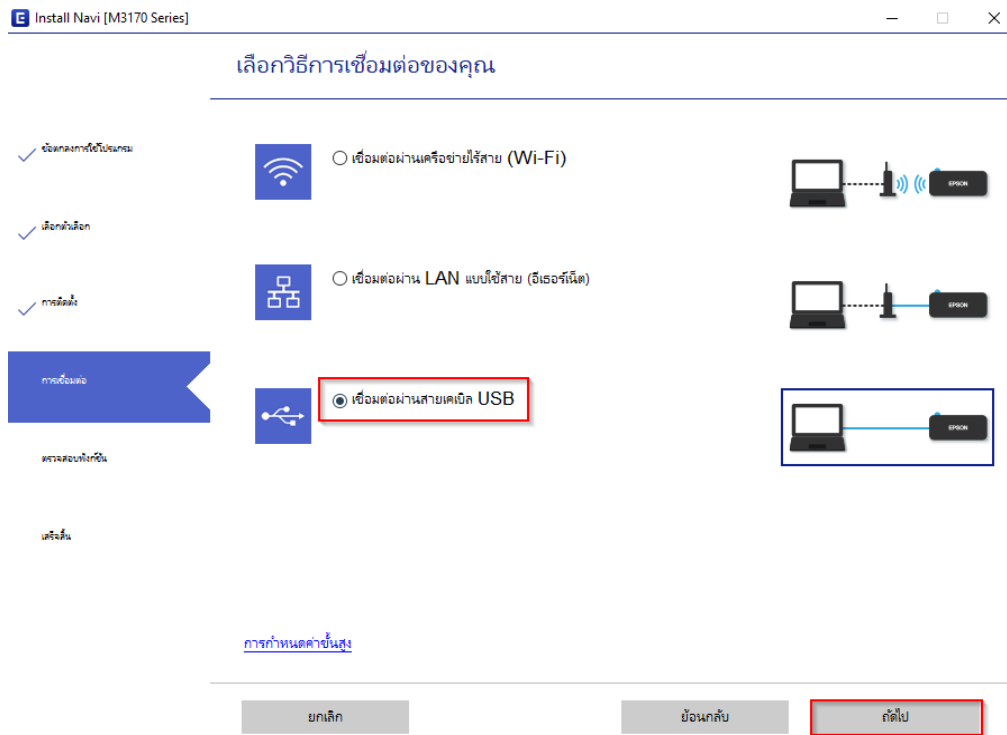 Install Navi [M3170 Series]
เลือกวิธีการเชื่อมต่อของคุณ
ข้อตกลงการใช้โปรแกรม
เลือกตัวเลือก
การติดตั้ง
การเชื่อมต่อ
ตรวจสอบฟังก์ชัน
เสร็จสิ้น
เชื่อมต่อผ่านเครือข่ายไร้สาย (Wi-Fi)
EPSON
เชื่อมต่อผ่าน LAN แบบใช้สาย (อีเธอร์เน็ต)
EPSON
เชื่อมต่อผ่านสายเคเบิล USB
EPSON
การกำหนดค่าขั้นสูง
ยกเลิก
ย้อนกลับ
ถัดไป